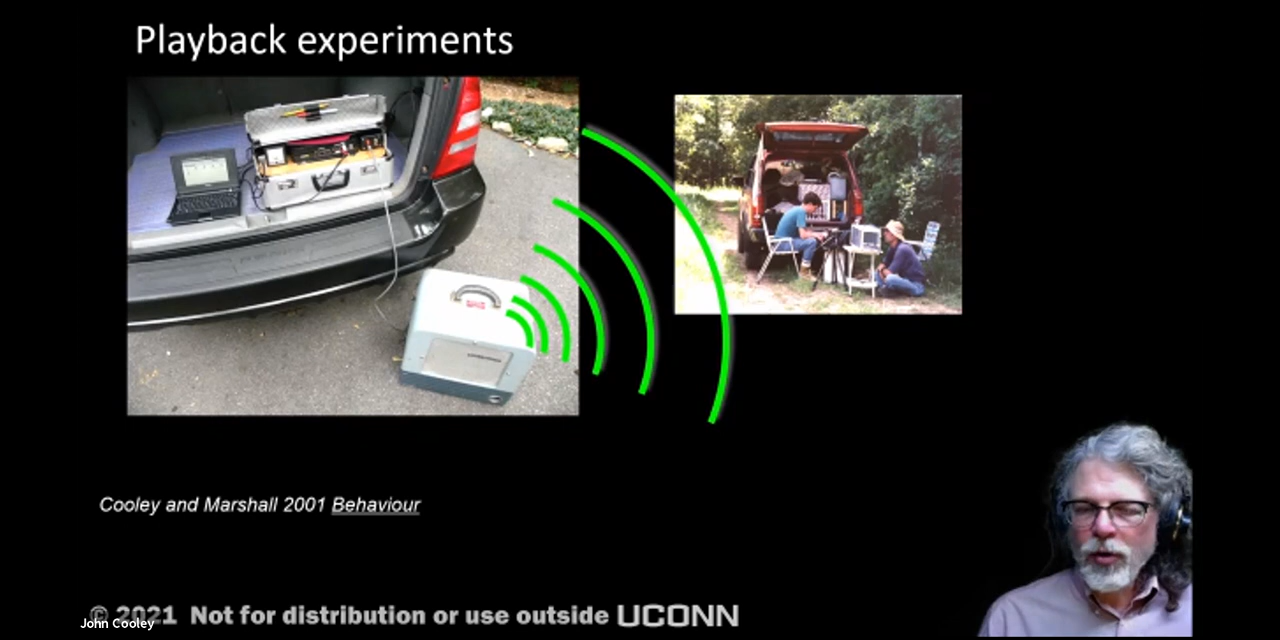 Playback experiments
Cooley and Marshall 2001 Behaviour
© 2021 Not for distribution or use outside UCONN
John Cooley